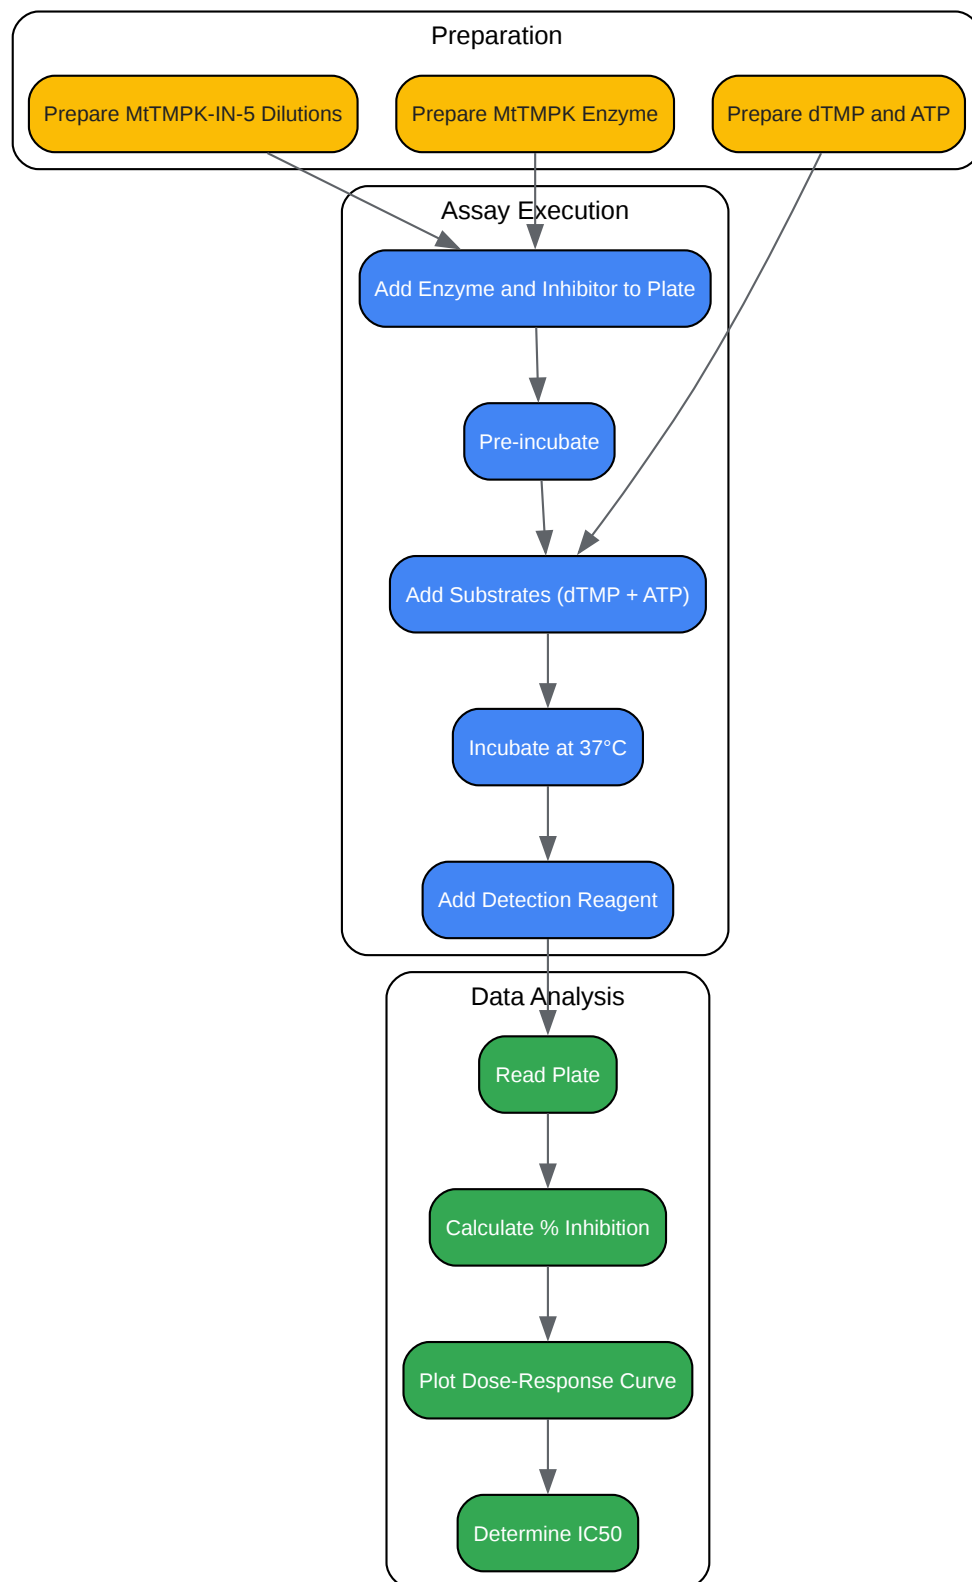 Preparation
Prepare MtTMPK-IN-5 Dilutions
Prepare MtTMPK Enzyme
Prepare dTMP and ATP
Assay Execution
Add Enzyme and Inhibitor to Plate
Pre-incubate
Add Substrates (dTMP + ATP)
Incubate at 37°C
Add Detection Reagent
Data Analysis
Read Plate
Calculate % Inhibition
Plot Dose-Response Curve
Determine IC50